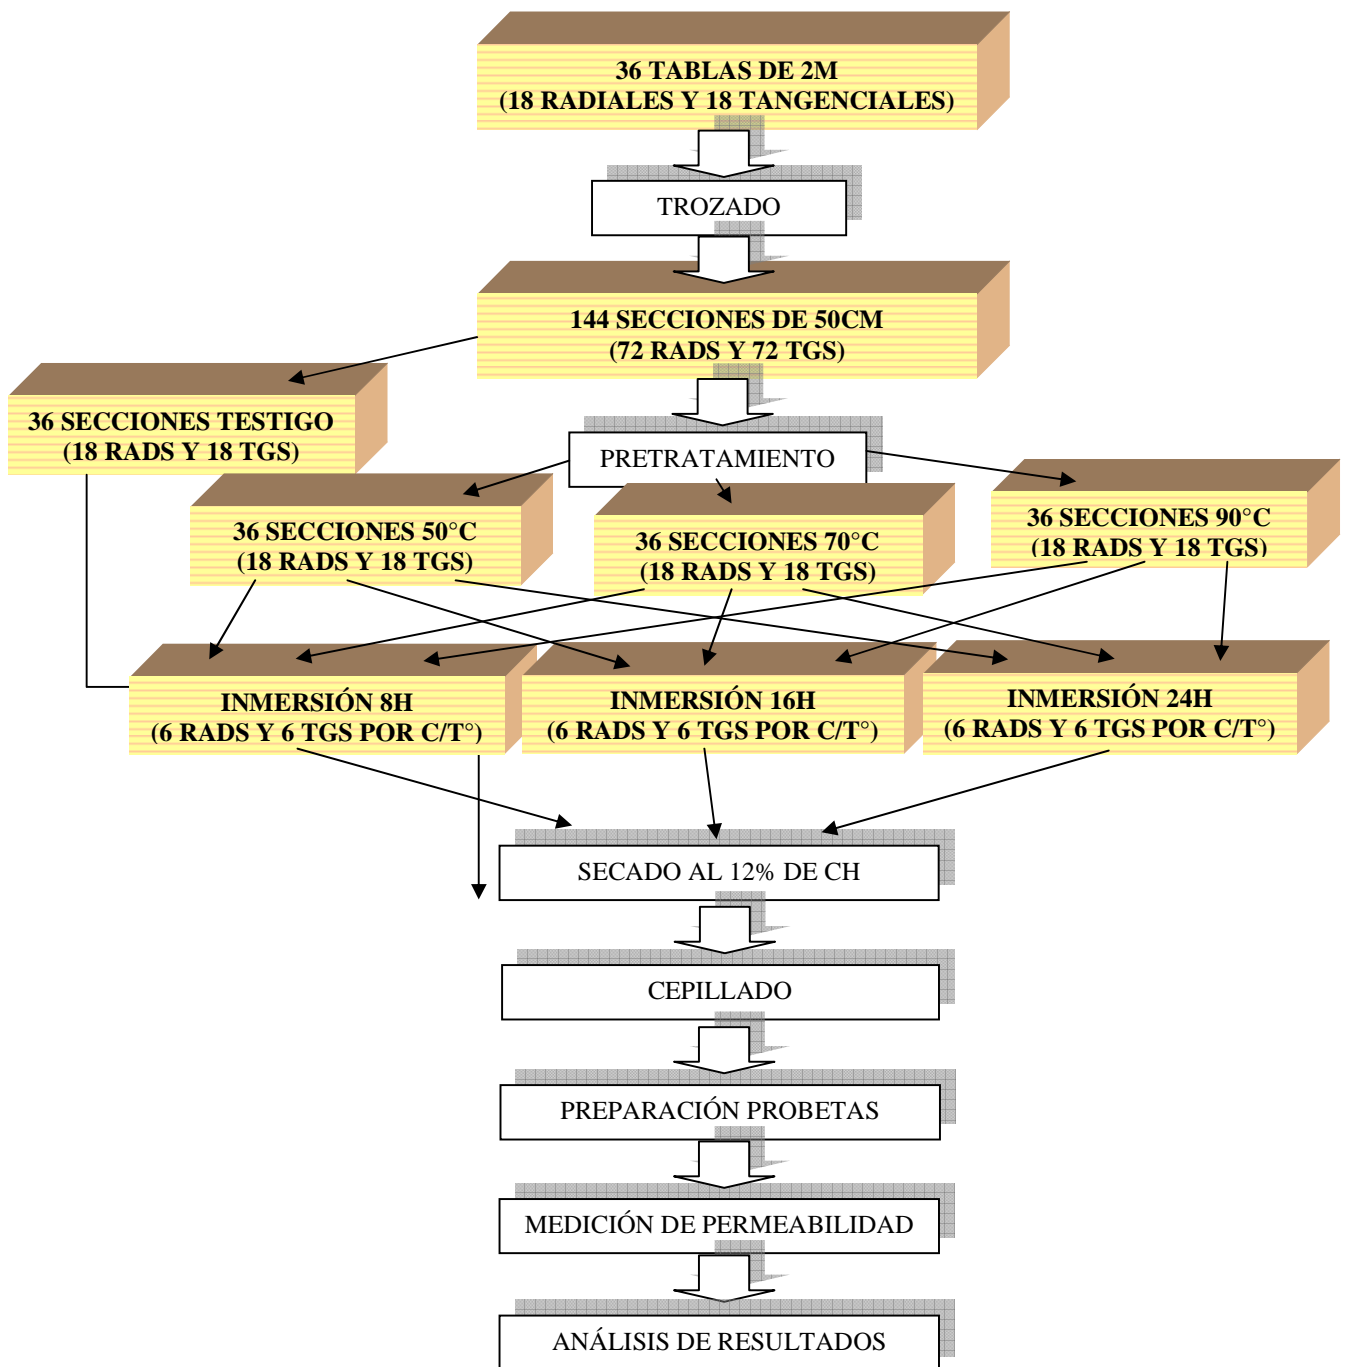 36 TABLAS DE 2M
(18 RADIALES Y 18 TANGENCIALES)
TROZADO
144 SECCIONES DE 50CM
(72 RADS Y 72 TGS)
36 SECCIONES TESTIGO
(18 RADS Y 18 TGS)
PRETRATAMIENTO
36 SECCIONES 50°C
(18 RADS Y 18 TGS)
36 SECCIONES 70°C
(18 RADS Y 18 TGS)
36 SECCIONES 90°C
(18 RADS Y 18 TGS)
INMERSIÓN 8H
(6 RADS Y 6 TGS POR C/T°)
INMERSIÓN 16H
(6 RADS Y 6 TGS POR C/T°)
INMERSIÓN 24H
(6 RADS Y 6 TGS POR C/T°)
SECADO AL 12% DE CH
CEPILLADO
PREPARACIÓN PROBETAS
MEDICIÓN DE PERMEABILIDAD
ANÁLISIS DE RESULTADOS